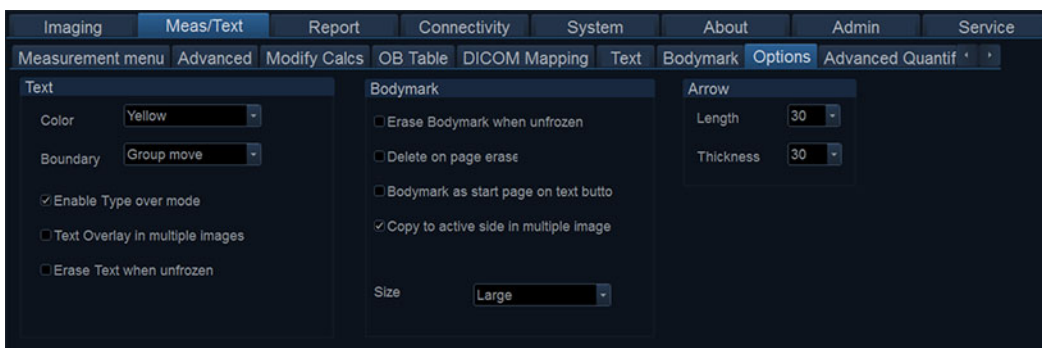 Imaging Meas/Text Report Connectivity System About Admin Service
Measurement menu Advanced Modify Calcs OB Table DICOM Mapping Text Bodymark Options Advanced Quantif
Text
Color Yellow
Boundary Group move
Enable Type over mode
Text Overlay in multiple images
Erase Text when unfrozen
Bodymark
Erase Bodymark when unfrozen
Delete on page erase
Bodymark as start page on text butto
Copy to active side in multiple image
Size Large
Arrow
Length 30
Thickness 30